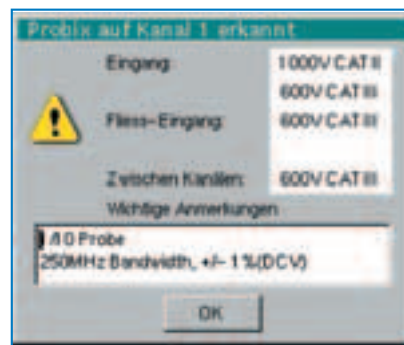 Probix auf Kanal 1 erkannt
Eingang: 1000V CAT II
600V CAT III
Fliess-Eingang: 600V CAT III
Zwischen Kanälen: 600V CAT III
Wichtige Anmerkungen
/10 Probe
250MHz Bandwidth, +/- 1%(DCV)
OK